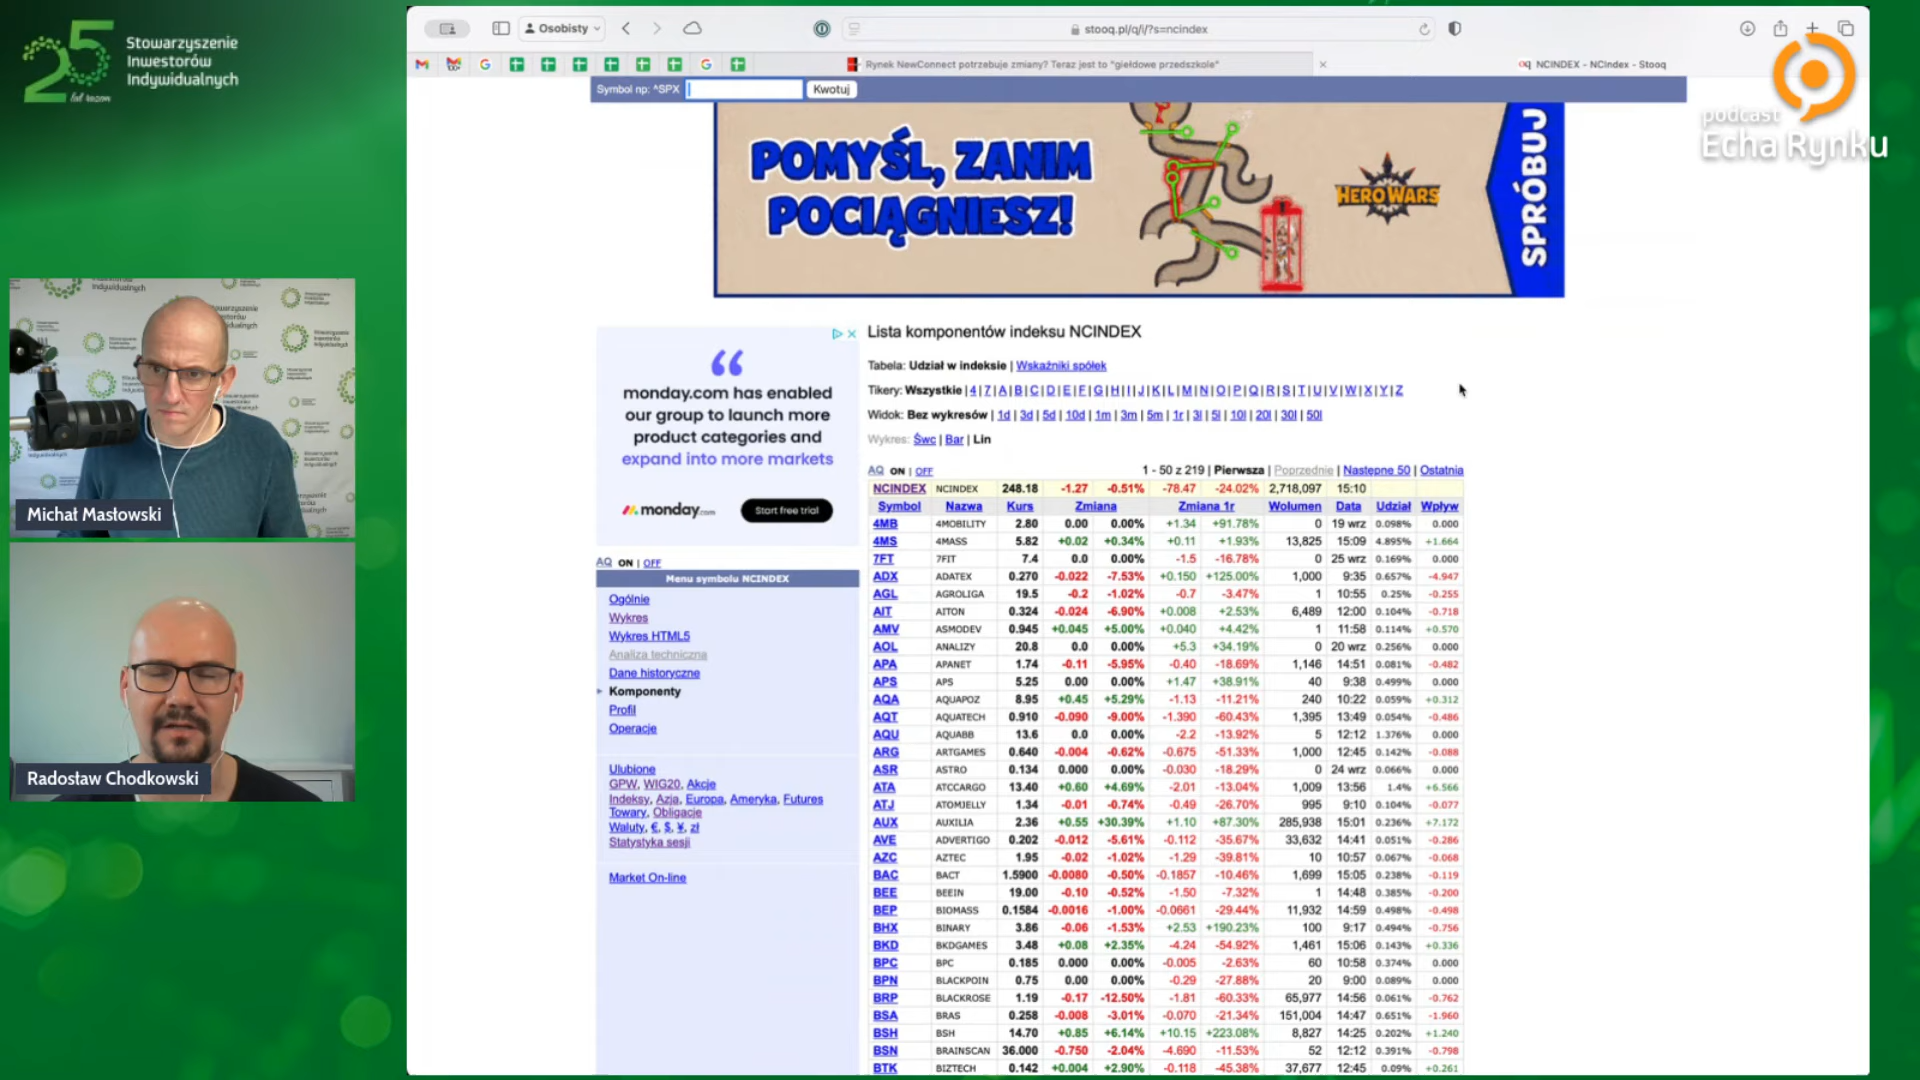 25 Stowarzyszenie
lat razem Inwestorów
Indywidualnych
podcast
Echa Rynku
Michał Masłowski
Radosław Chodkowski
Osobisty
stooq.pl/q/i/?s=ncindex
Rynek NewConnect potrzebuje zmiany? Teraz jest to "giełdowe przedszkole"
NCINDEX - NCIndex - Stooq
Symbol np: ^SPX Kwotuj
POMYŚL, ZANIM
POCIĄGNIESZ!
HERO WARS
SPRÓBUJ
monday.com has enabled
our group to launch more
product categories and
expand into more markets
monday.com Start free trial
AQ ON | OFF
Menu symbolu NCINDEX
Ogólnie
Wykres
Wykres HTML5
Analiza techniczna
Dane historyczne
Komponenty
Profil
Operacje
Ulubione
GPW, WIG20, Akcje
Indeksy, Azja, Europa, Ameryka, Futures
Towary, Obligacje
Waluty, €, $, ¥, zł
Statystyka sesji
Market On-line
Lista komponentów indeksu NCINDEX
Tabela: Udział w indeksie | Wskaźniki spółek
Tikery: Wszystkie | 4 | 7 | A | B | C | D | E | F | G | H | I | J | K | L | M | N | O | P | Q | R | S | T | U | V | W | X | Y | Z
Widok: Bez wykresów | 1d | 3d | 5d | 10d | 1m | 3m | 5m | 1r | 3l | 5l | 10l | 20l | 30l | 50l
Wykres: Śwc | Bar | Lin
AQ ON | OFF 1 - 50 z 219 | Pierwsza | Poprzednie | Następne 50 | Ostatnia
NCINDEX NCINDEX 248.18 -1.27 -0.51% -78.47 -24.02% 2,718,097 15:10
Symbol Nazwa Kurs Zmiana Zmiana 1r Wolumen Data Udział Wpływ
4MB 4MOBILITY 2.80 0.00 0.00% +1.34 +91.78% 0 19 wrz 0.098% 0.000
4MS 4MASS 5.82 +0.02 +0.34% +0.11 +1.93% 13,825 15:09 4.895% +1.664
7FT 7FIT 7.4 0.0 0.00% -1.5 -16.78% 0 25 wrz 0.169% 0.000
ADX ADATEX 0.270 -0.022 -7.53% +0.150 +125.00% 1,000 9:35 0.657% -4.947
AGL AGROLIGA 19.5 -0.2 -1.02% -0.7 -3.47% 1 10:55 0.25% -0.255
AIT AITON 0.324 -0.024 -6.90% +0.008 +2.53% 6,489 12:00 0.104% -0.718
AMV ASMODEV 0.945 +0.045 +5.00% +0.040 +4.42% 1 11:58 0.114% +0.570
AOL ANALIZY 20.8 0.0 0.00% +5.3 +34.19% 0 20 wrz 0.256% 0.000
APA APANET 1.74 -0.11 -5.95% -0.40 -18.69% 1,146 14:51 0.081% -0.482
APS APS 5.25 0.00 0.00% +1.47 +38.91% 40 9:38 0.499% 0.000
AQA AQUAPOZ 8.95 +0.45 +5.29% -1.13 -11.21% 240 10:22 0.059% +0.312
AQT AQUATECH 0.910 -0.090 -9.00% -1.390 -60.43% 1,395 13:49 0.054% -0.486
AQU AQUABB 13.6 0.0 0.00% -2.2 -13.92% 5 12:12 1.376% 0.000
ARG ARTGAMES 0.640 -0.004 -0.62% -0.675 -51.33% 1,000 12:45 0.142% -0.088
ASR ASTRO 0.134 0.000 0.00% -0.030 -18.29% 0 24 wrz 0.066% 0.000
ATA ATCCARGO 13.40 +0.60 +4.69% -2.01 -13.04% 1,009 13:56 1.4% +6.566
ATJ ATOMJELLY 1.34 -0.01 -0.74% -0.49 -26.70% 995 9:10 0.104% -0.077
AUX AUXILIA 2.36 +0.55 +30.39% +1.10 +87.30% 285,938 15:01 0.236% +7.172
AVE ADVERTIGO 0.202 -0.012 -5.61% -0.112 -35.67% 33,632 14:41 0.051% -0.286
AZC AZTEC 1.95 -0.02 -1.02% -1.29 -39.81% 10 10:57 0.067% -0.068
BAC BACT 1.5900 -0.0080 -0.50% -0.1857 -10.46% 1,699 15:05 0.238% -0.119
BEE BEEIN 19.00 -0.10 -0.52% -1.50 -7.32% 1 14:48 0.385% -0.200
BEP BIOMASS 0.1584 -0.0016 -1.00% -0.0661 -29.44% 11,932 14:59 0.498% -0.498
BHX BINARY 3.86 -0.06 -1.53% +2.53 +190.23% 100 9:17 0.494% -0.756
BKD BKDGAMES 3.48 +0.08 +2.35% -4.24 -54.92% 1,461 15:06 0.143% +0.336
BPC BPC 0.185 0.000 0.00% -0.005 -2.63% 60 10:58 0.374% 0.000
BPN BLACKPOIN 0.75 0.00 0.00% -0.29 -27.88% 20 9:00 0.089% 0.000
BRP BLACKROSE 1.19 -0.17 -12.50% -1.81 -60.33% 65,977 14:56 0.061% -0.762
BSA BRAS 0.258 -0.008 -3.01% -0.070 -21.34% 151,004 14:47 0.651% -1.960
BSH BSH 14.70 +0.85 +6.14% +10.15 +223.08% 8,827 14:25 0.202% +1.240
BSN BRAINSCAN 36.000 -0.750 -2.04% -4.690 -11.53% 52 12:12 0.391% -0.798
BTK BIZTECH 0.142 +0.004 +2.90% -0.118 -45.38% 37,677 12:45 0.09% +0.261